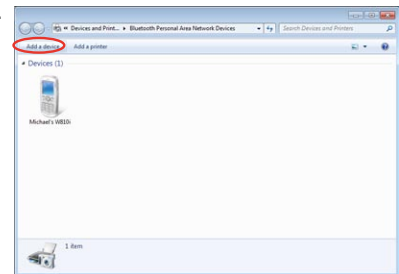 « Devices and Print... ▸ Bluetooth Personal Area Network Devices
Search Devices and Printers
Add a device Add a printer
Devices (1)
Michael's W810i
1 item